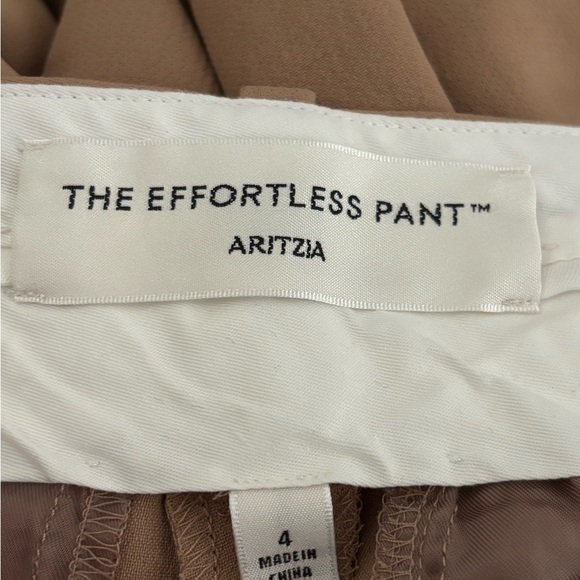 THE EFFORTLESS PANT™
ARITZIA
4
MADE IN
CHINA